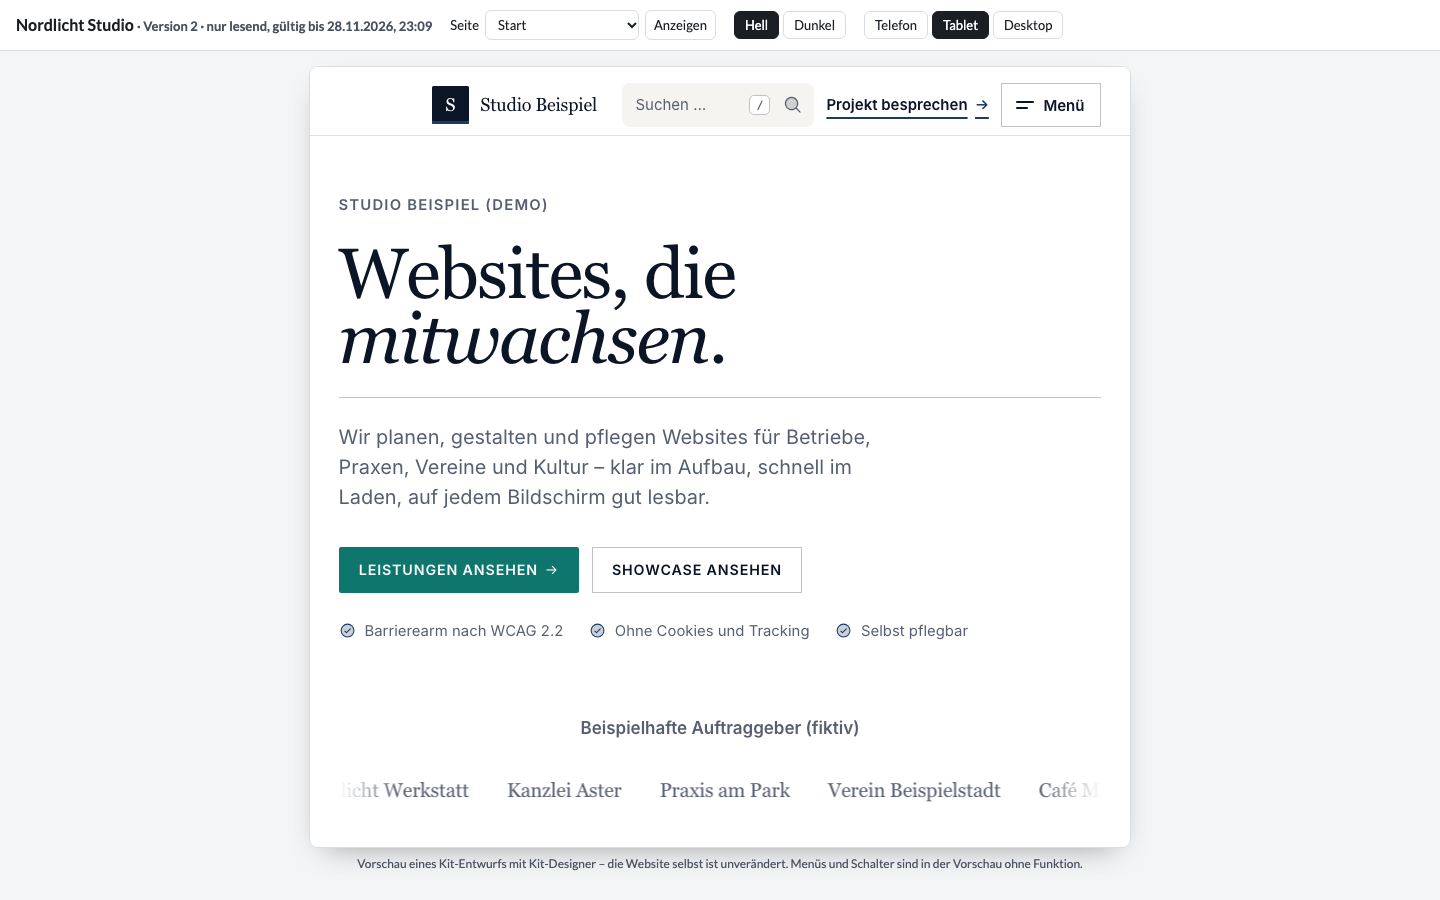 Nordlicht Studio · Version 2 · nur lesend, gültig bis 28.11.2026, 23:09 Seite Start Anzeigen Hell Dunkel Telefon Tablet Desktop
S Studio Beispiel Suchen ... / Projekt besprechen → Menü
STUDIO BEISPIEL (DEMO)
Websites, die
mitwachsen.
Wir planen, gestalten und pflegen Websites für Betriebe,
Praxen, Vereine und Kultur – klar im Aufbau, schnell im
Laden, auf jedem Bildschirm gut lesbar.
LEISTUNGEN ANSEHEN → SHOWCASE ANSEHEN
Barrierearm nach WCAG 2.2 Ohne Cookies und Tracking Selbst pflegbar
Beispielhafte Auftraggeber (fiktiv)
licht Werkstatt Kanzlei Aster Praxis am Park Verein Beispielstadt Café M
Vorschau eines Kit-Entwurfs mit Kit-Designer – die Website selbst ist unverändert. Menüs und Schalter sind in der Vorschau ohne Funktion.